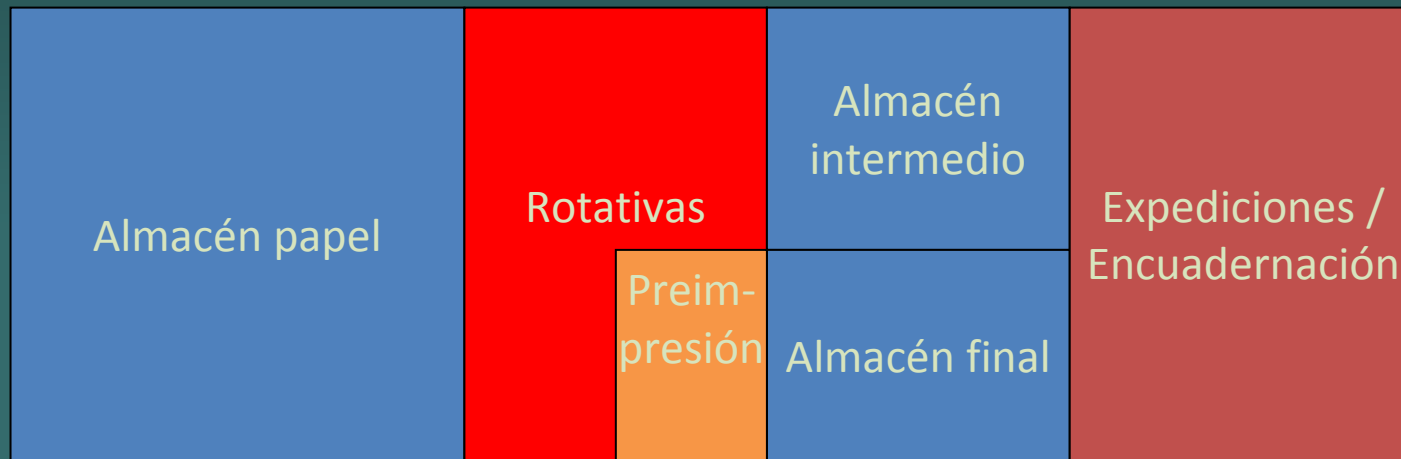 Almacén papel
Rotativas
Preim-
presión
Almacén
intermedio
Almacén final
Expediciones /
Encuadernación